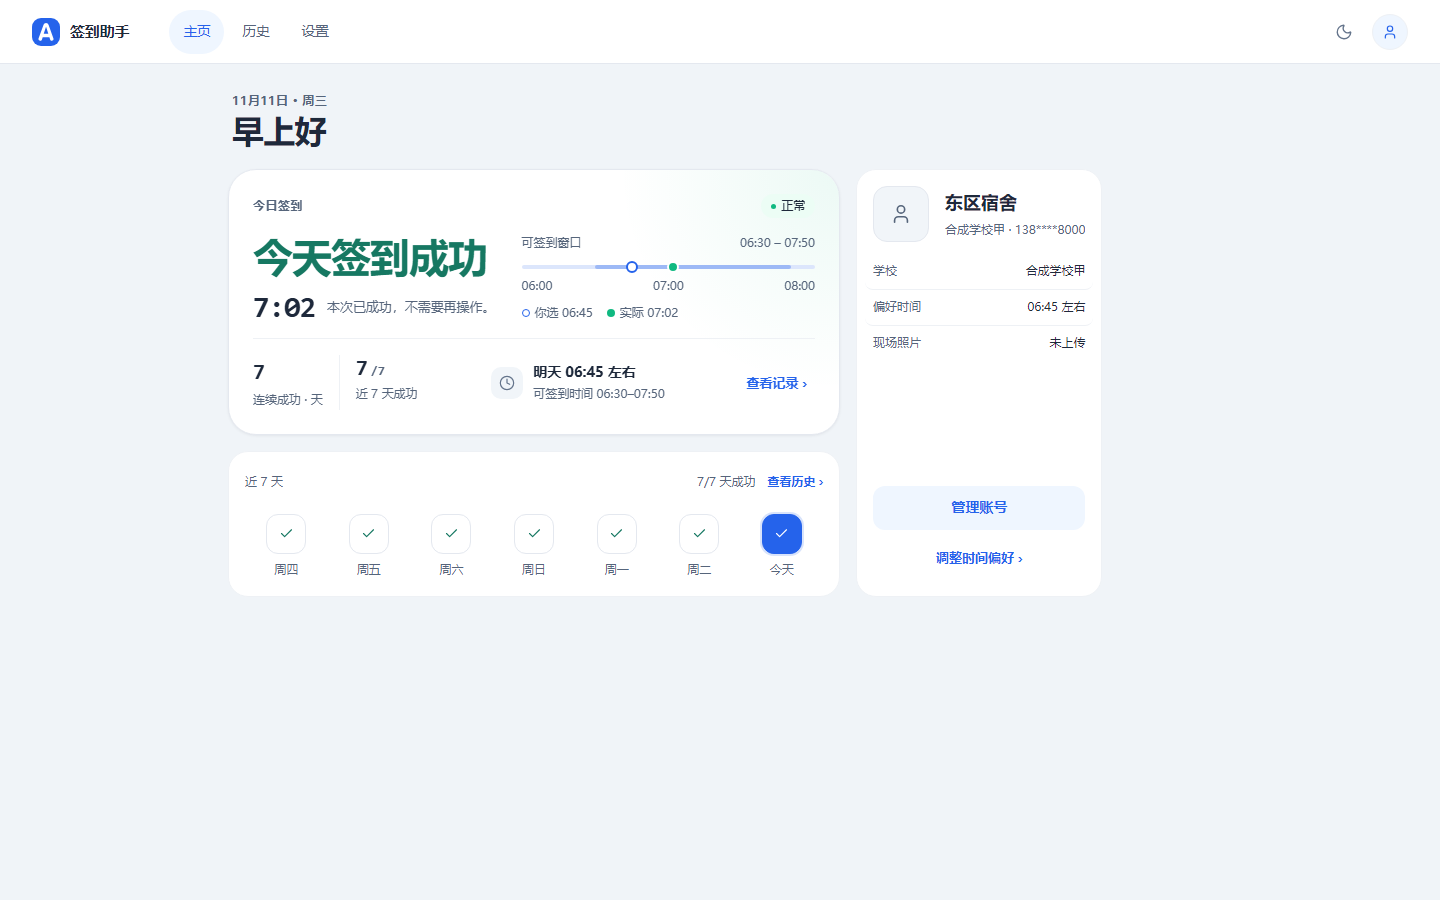 A 签到助手 主页 历史 设置
11月11日 · 周三
早上好
今日签到 正常
今天签到成功
7:02 本次已成功，不需要再操作。
可签到窗口 06:30 – 07:50
06:00 07:00 08:00
你选 06:45 实际 07:02
7
连续成功 · 天
7 /7
近 7 天成功
明天 06:45 左右
可签到时间 06:30–07:50
查看记录 ›
近 7 天 7/7 天成功 查看历史 ›
周四 周五 周六 周日 周一 周二 今天
东区宿舍
合成学校甲 · 138****8000
学校 合成学校甲
偏好时间 06:45 左右
现场照片 未上传
管理账号
调整时间偏好 ›